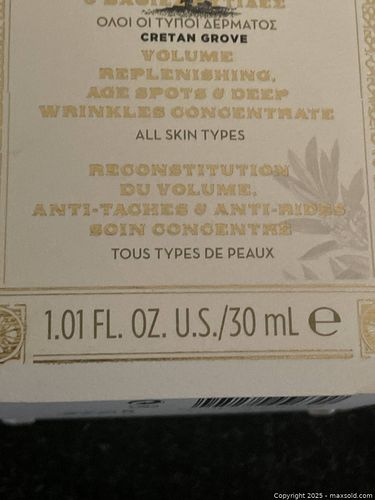 ΟΛΟΙ ΟΙ ΤΥΠΟΙ ΔΕΡΜΑΤΟΣ
CRETAN GROVE
VOLUME
REPLENISHING,
AGE SPOTS & DEEP
WRINKLES CONCENTRATE
ALL SKIN TYPES
RECONSTITUTION
DU VOLUME,
ANTI-TACHES & ANTI-RIDES
SOIN CONCENTRÉ
TOUS TYPES DE PEAUX
1.01 FL. OZ. U.S./30 mL ℮
Copyright 2025 - maxsold.com